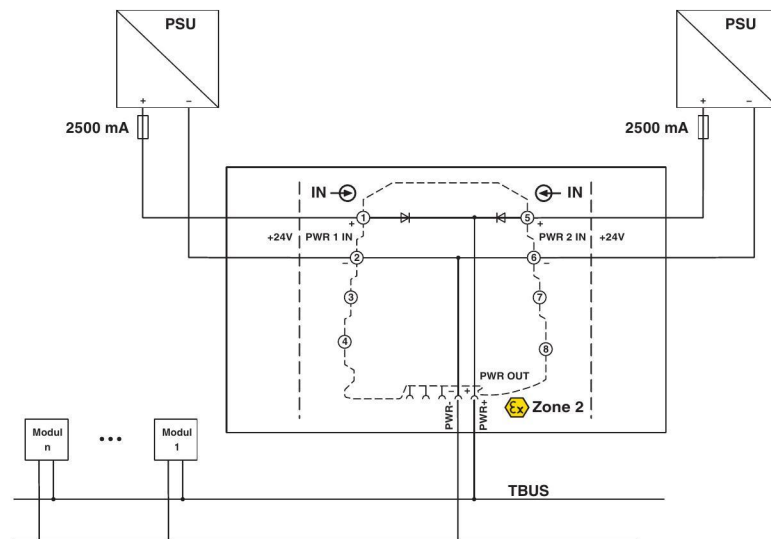 PSU
PSU
+ –
+ –
2500 mA
2500 mA
IN
IN
1
5
+
+
+24V
PWR 1 IN
PWR 2 IN
+24V
–
2
6
–
3
7
4
8
PWR OUT
– +
PWR-
PWR+
Ex Zone 2
Modul
n
•••
Modul
1
TBUS